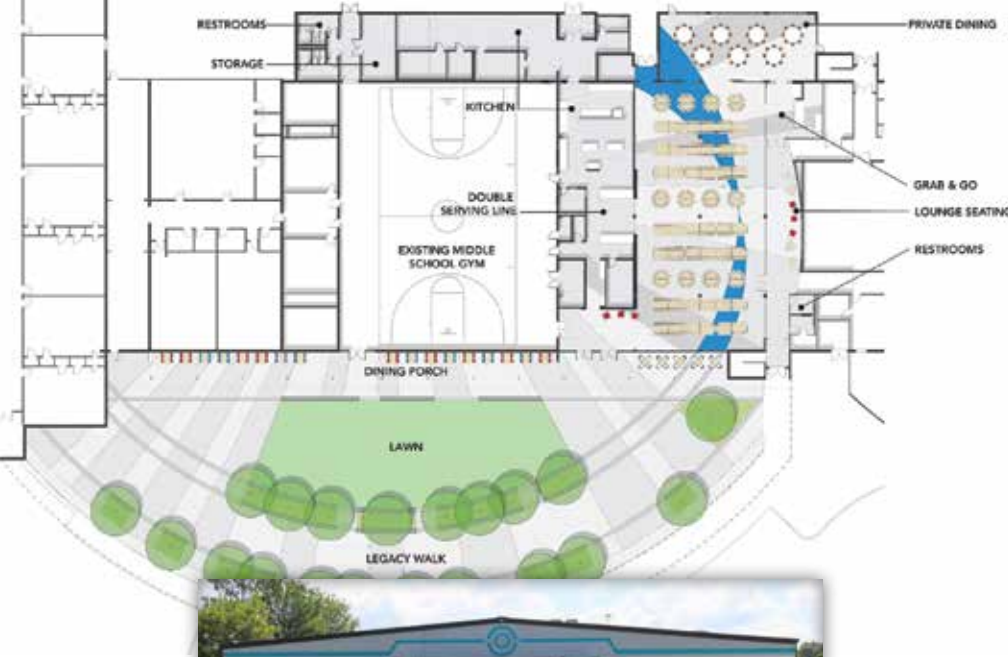 RESTROOMS
PRIVATE DINING
STORAGE
KITCHEN
GRAB & GO
DOUBLE
SERVING LINE
LOUNGE SEATING
RESTROOMS
EXISTING MIDDLE
SCHOOL GYM
DINING PORCH
LAWN
LEGACY WALK